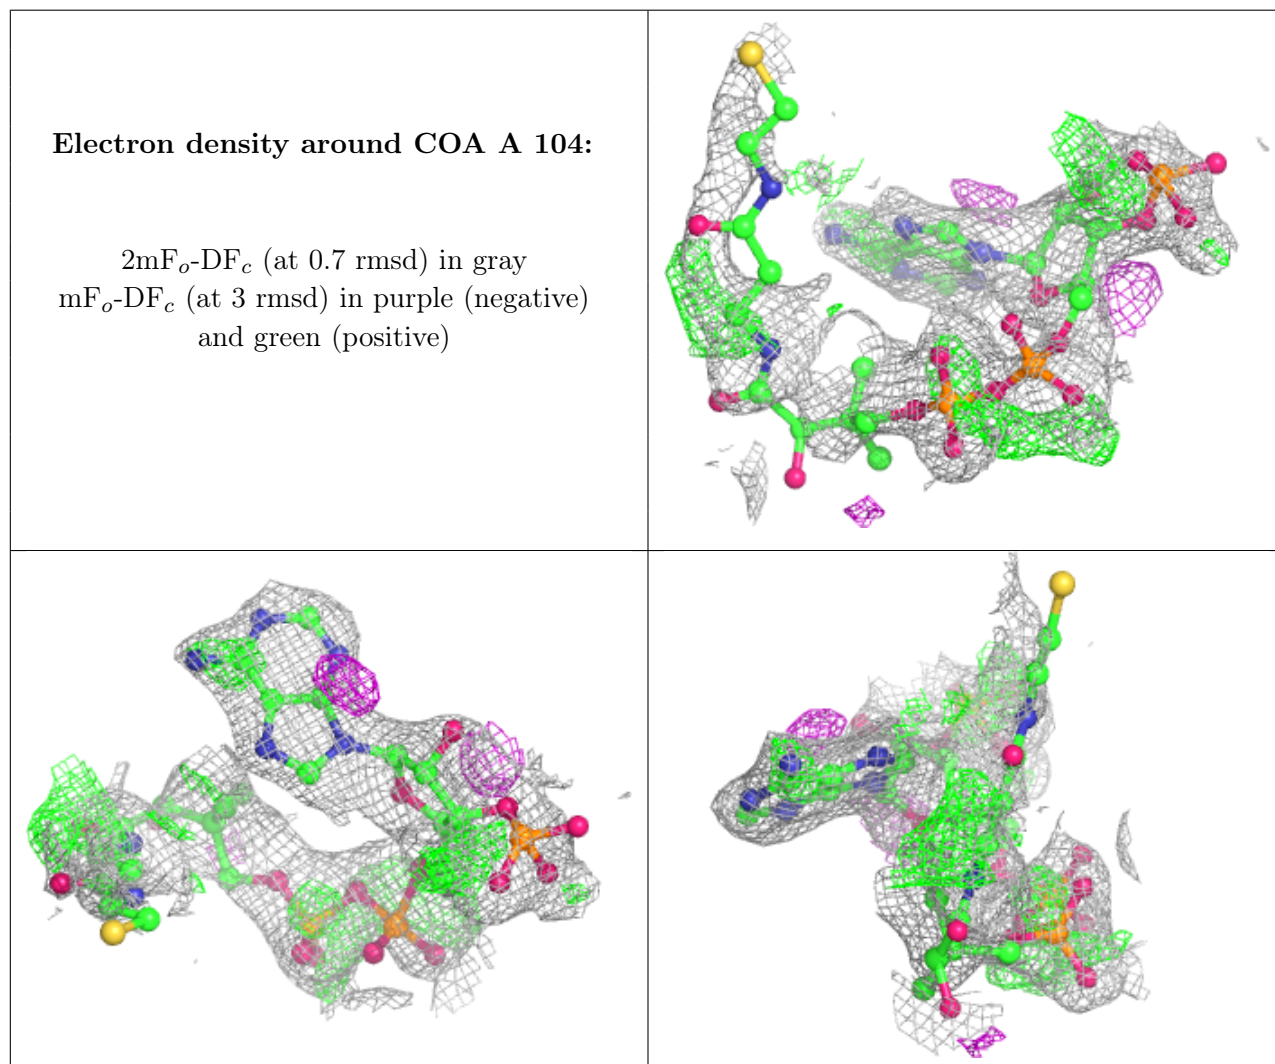 Electron density around COA A 104:
2mFo-DFc (at 0.7 rmsd) in gray
mFo-DFc (at 3 rmsd) in purple (negative)
and green (positive)